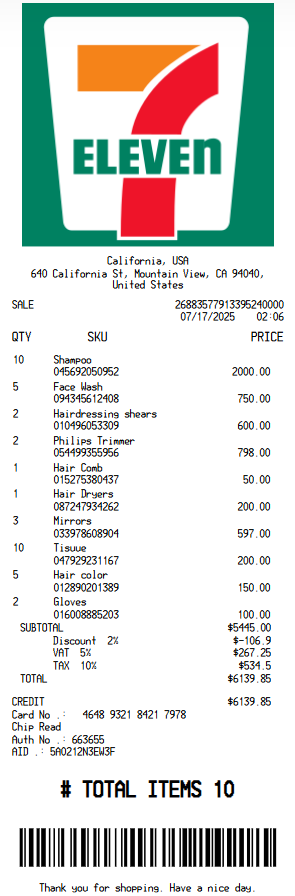 7
ELEVEn
California, USA
640 California St, Mountain View, CA 94040,
United States
SALE 26883577913395240000
07/17/2025 02:06
QTY SKU PRICE
10 Shampoo
045692050952 2000.00
5 Face Wash
094345612408 750.00
2 Hairdressing shears
010496053309 600.00
2 Philips Trimmer
054499355956 798.00
1 Hair Comb
015275380437 50.00
1 Hair Dryers
087247934262 200.00
3 Mirrors
033978608904 597.00
10 Tisuue
047929231167 200.00
5 Hair color
012890201389 150.00
2 Gloves
016008885203 100.00
SUBTOTAL $5445.00
Discount 2% $-106.9
VAT 5% $267.25
TAX 10% $534.5
TOTAL $6139.85
CREDIT $6139.85
Card No .: 4648 9321 8421 7978
Chip Read
Auth No .: 663655
AID .: 5A0212N3EW3F
# TOTAL ITEMS 10
Thank you for shopping. Have a nice day.